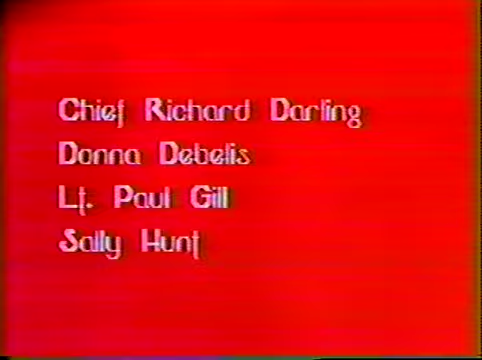 Chief Richard Darling
Donna Debelis
Lt. Paul Gill
Sally Hunt